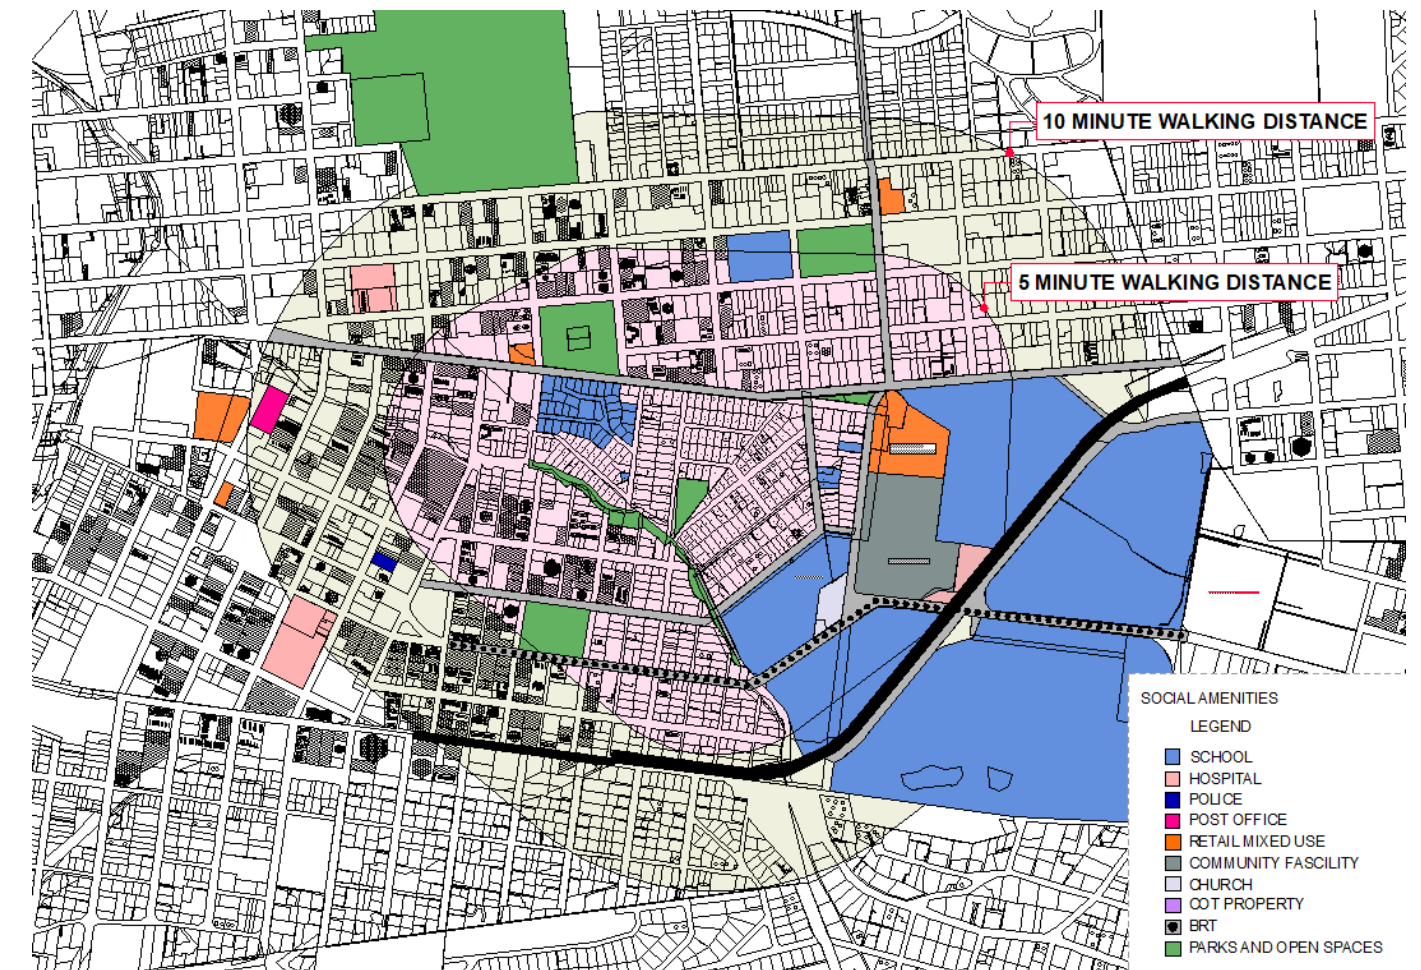 10 MINUTE WALKING DISTANCE
5 MINUTE WALKING DISTANCE
SOCIAL AMENITIES
LEGEND
SCHOOL
HOSPITAL
POLICE
POST OFFICE
RETAIL MIXED USE
COMMUNITY FASCILITY
CHURCH
COT PROPERTY
BRT
PARKS AND OPEN SPACES